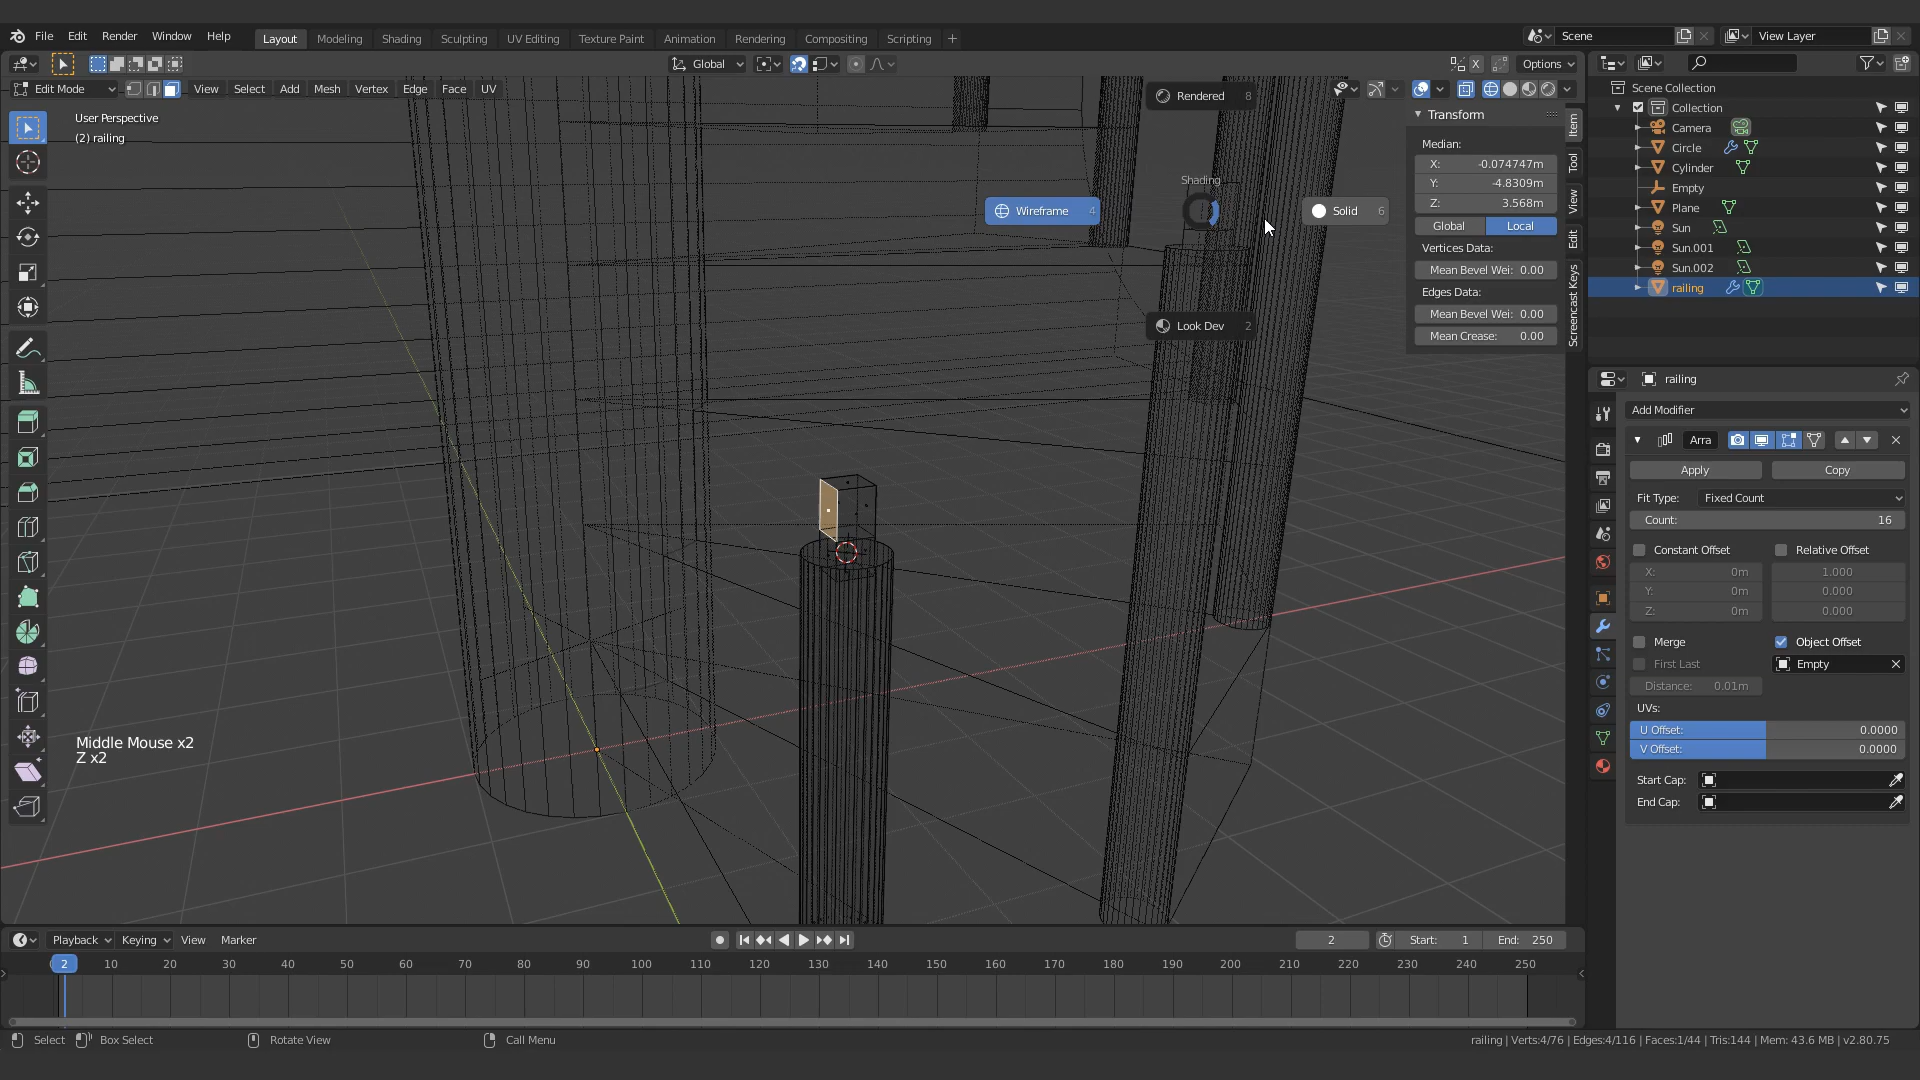 File Edit Render Window Help Layout Modeling Shading Sculpting UV Editing Texture Paint Animation Rendering Compositing Scripting + Scene View Layer
Global Options
Edit Mode View Select Add Mesh Vertex Edge Face UV
User Perspective
(2) railing
Shading
Rendered 8
Wireframe 4
Solid 6
Look Dev 2
Middle Mouse x2
Z x2
Transform
Median:
X: -0.074747m
Y: -4.8309m
Z: 3.568m
Global Local
Vertices Data:
Mean Bevel Wei: 0.00
Edges Data:
Mean Bevel Wei: 0.00
Mean Crease: 0.00
Item
Tool
View
Edit
Screencast Keys
Scene Collection
Collection
Camera
Circle
Cylinder
Empty
Plane
Sun
Sun.001
Sun.002
railing
railing
Add Modifier
Arra
Apply Copy
Fit Type: Fixed Count
Count: 16
Constant Offset Relative Offset
X: 0m 1.000
Y: 0m 0.000
Z: 0m 0.000
Merge Object Offset
First Last Empty
Distance: 0.01m
UVs:
U Offset: 0.0000
V Offset: 0.0000
Start Cap:
End Cap:
Playback Keying View Marker 2 Start: 1 End: 250
2 10 20 30 40 50 60 70 80 90 100 110 120 130 140 150 160 170 180 190 200 210 220 230 240 250
Select Box Select Rotate View Call Menu railing | Verts:4/76 | Edges:4/116 | Faces:1/44 | Tris:144 | Mem: 43.6 MB | v2.80.75